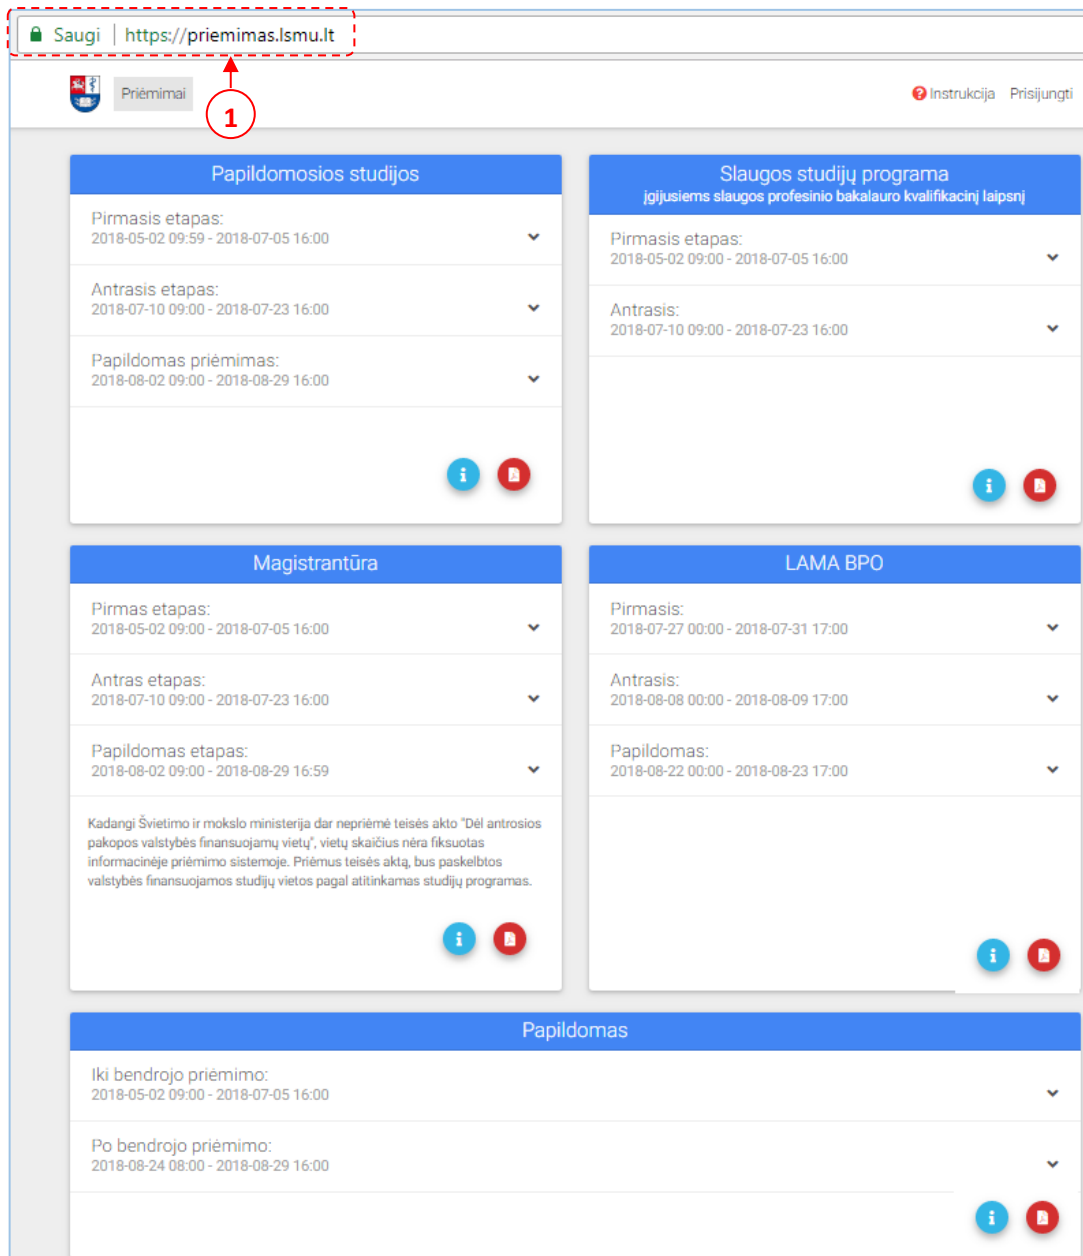 Saugi | https://priemimas.lsmu.lt
Priėmimai
Instrukcija Prisijungti
1
Papildomosios studijos
Pirmasis etapas:
2018-05-02 09:59 - 2018-07-05 16:00
Antrasis etapas:
2018-07-10 09:00 - 2018-07-23 16:00
Papildomas priėmimas:
2018-08-02 09:00 - 2018-08-29 16:00
Slaugos studijų programa
įgijusiems slaugos profesinio bakalauro kvalifikacinį laipsnį
Pirmasis etapas:
2018-05-02 09:00 - 2018-07-05 16:00
Antrasis:
2018-07-10 09:00 - 2018-07-23 16:00
Magistrantūra
Pirmas etapas:
2018-05-02 09:00 - 2018-07-05 16:00
Antras etapas:
2018-07-10 09:00 - 2018-07-23 16:00
Papildomas etapas:
2018-08-02 09:00 - 2018-08-29 16:59
Kadangi Švietimo ir mokslo ministerija dar nepriėmė teisės akto "Dėl antrosios
pakopos valstybės finansuojamų vietų", vietų skaičius nėra fiksuotas
informacinėje priėmimo sistemoje. Priėmus teisės aktą, bus paskelbtos
valstybės finansuojamos studijų vietos pagal atitinkamas studijų programas.
LAMA BPO
Pirmasis:
2018-07-27 00:00 - 2018-07-31 17:00
Antrasis:
2018-08-08 00:00 - 2018-08-09 17:00
Papildomas:
2018-08-22 00:00 - 2018-08-23 17:00
Papildomas
Iki bendrojo priėmimo:
2018-05-02 09:00 - 2018-07-05 16:00
Po bendrojo priėmimo:
2018-08-24 08:00 - 2018-08-29 16:00